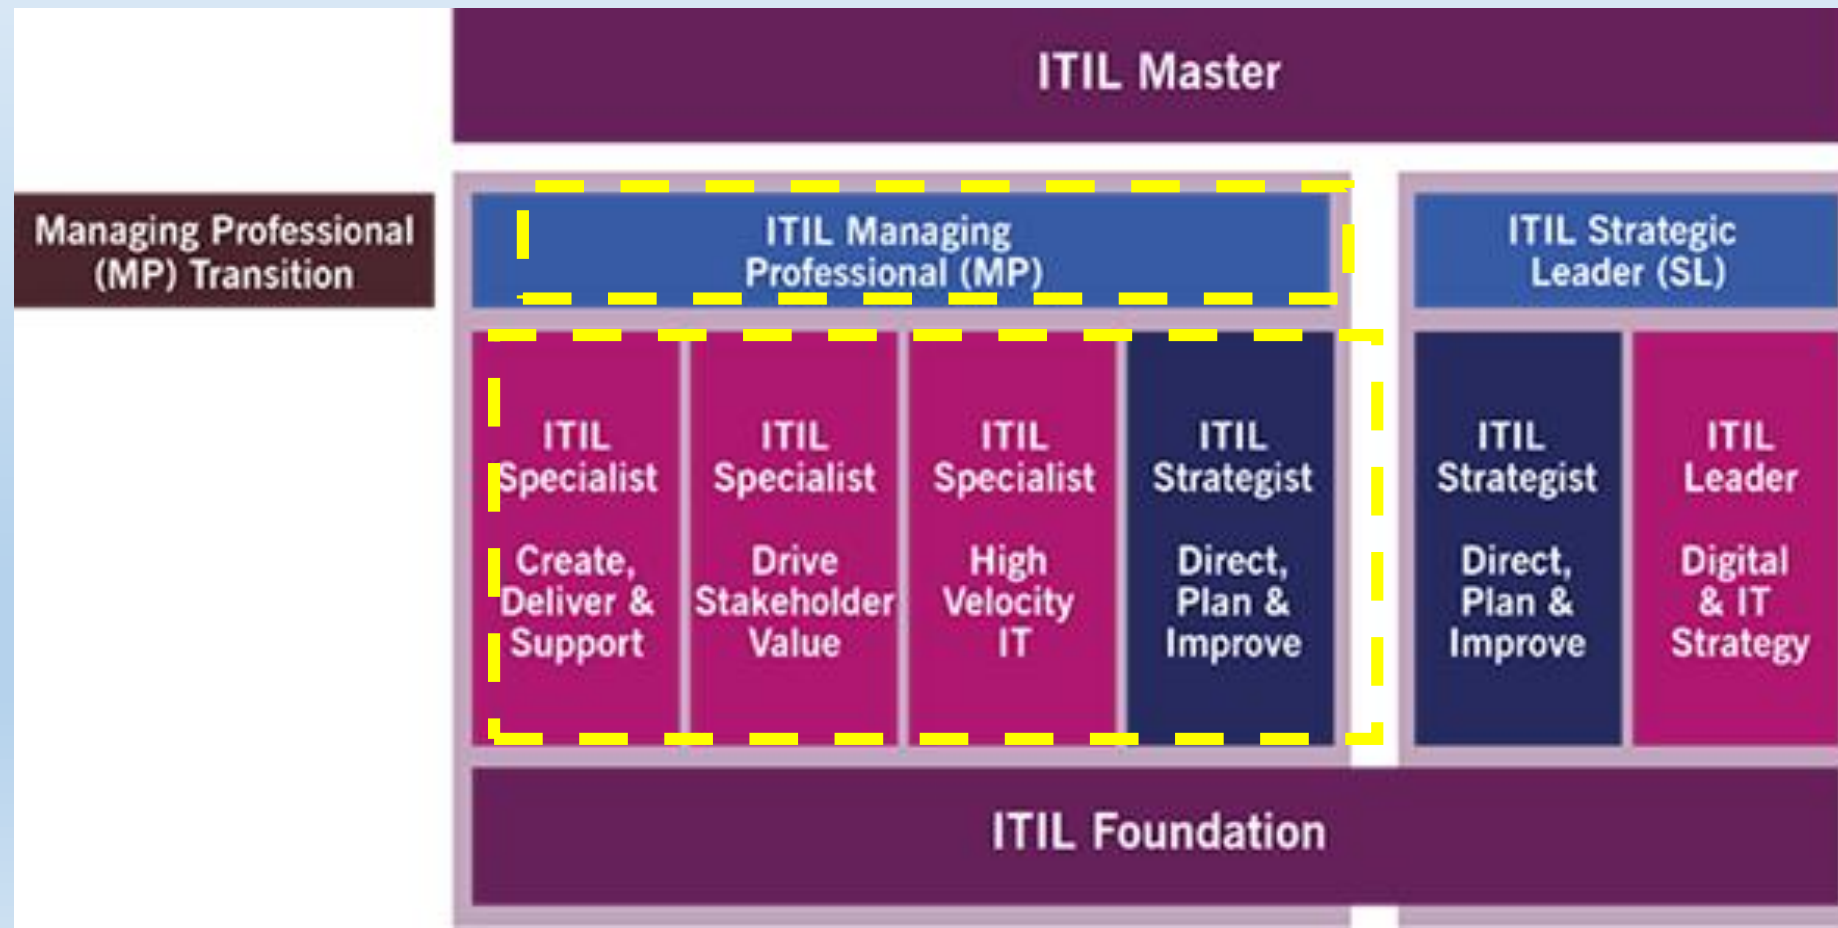 ITIL Master
Managing Professional
(MP) Transition
ITIL Managing
Professional (MP)
ITIL Strategic
Leader (SL)
ITIL
Specialist
Create,
Deliver &
Support
ITIL
Specialist
Drive
Stakeholder
Value
ITIL
Specialist
High
Velocity
IT
ITIL
Strategist
Direct,
Plan &
Improve
ITIL
Strategist
Direct,
Plan &
Improve
ITIL
Leader
Digital
& IT
Strategy
ITIL Foundation